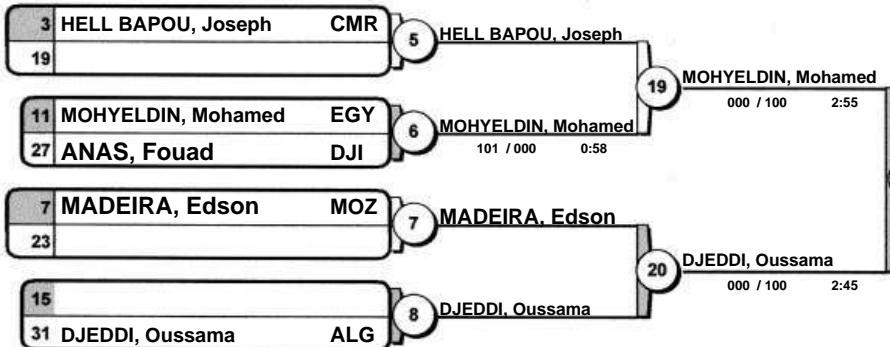 3 HELL BAPOU, Joseph CMR
19
5 HELL BAPOU, Joseph
11 MOHYELDIN, Mohamed EGY
27 ANAS, Fouad DJI
6 MOHYELDIN, Mohamed
101 / 000 0:58
19 MOHYELDIN, Mohamed
000 / 100 2:55
7 MADEIRA, Edson MOZ
23
7 MADEIRA, Edson
15
31 DJEDDI, Oussama ALG
8 DJEDDI, Oussama
20 DJEDDI, Oussama
000 / 100 2:45